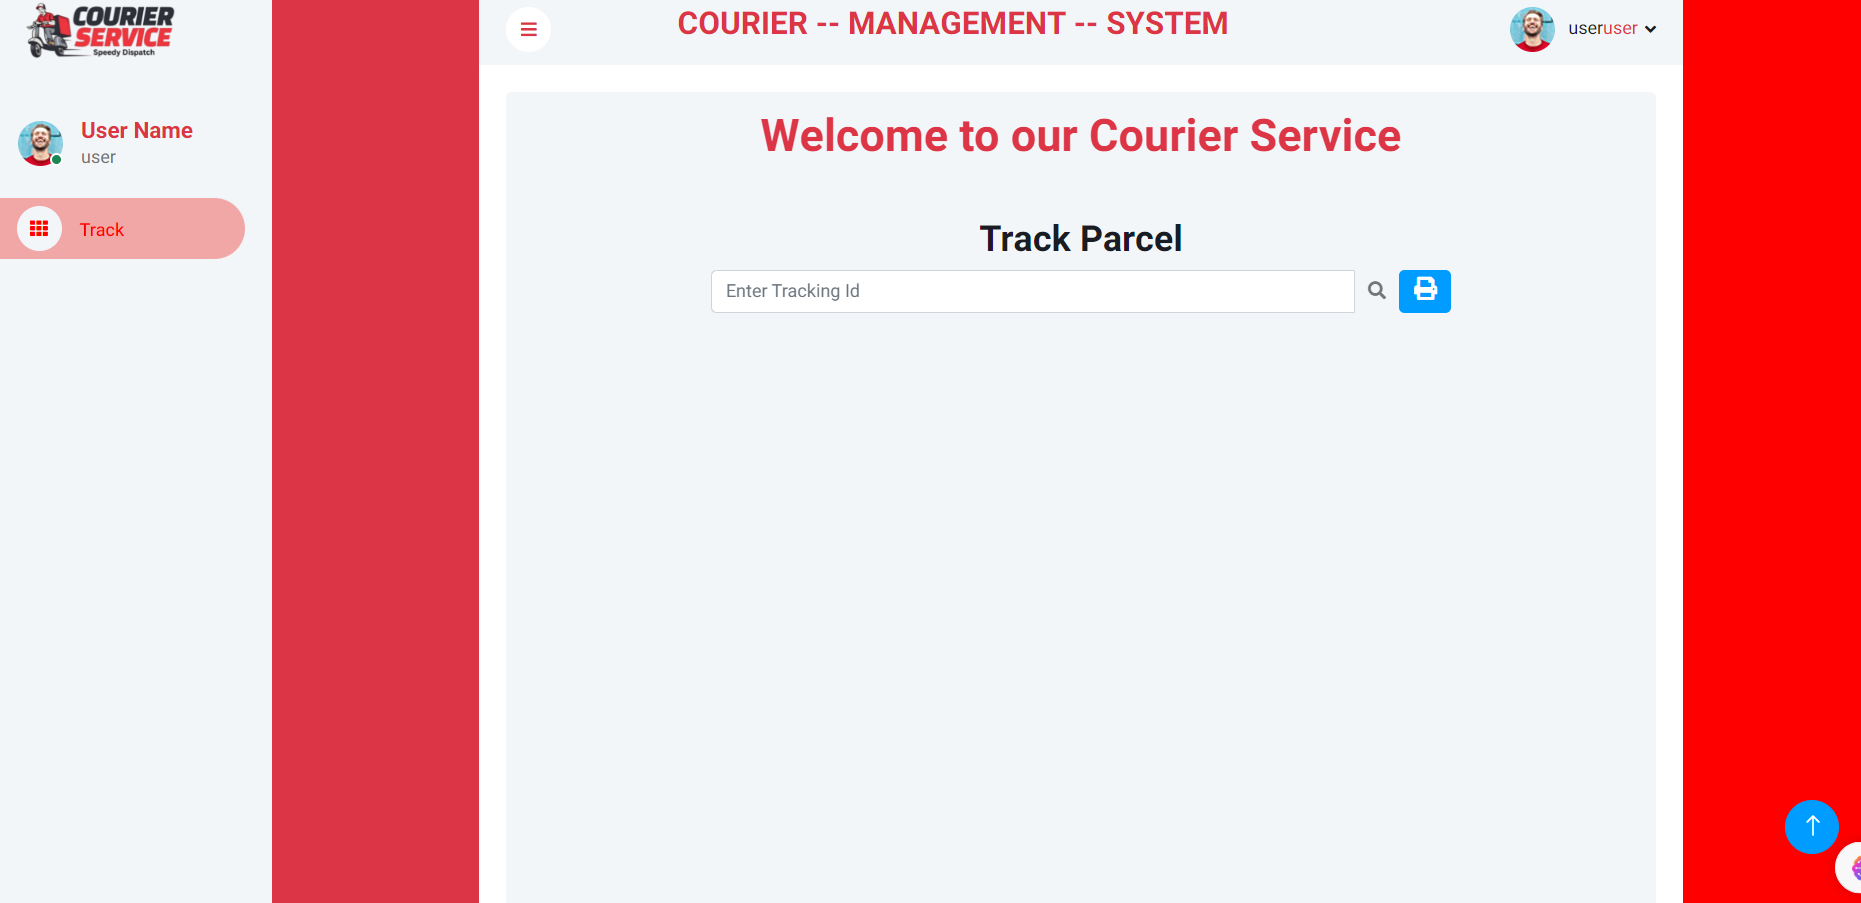 COURIER
SERVICE
Speedy Dispatch
COURIER -- MANAGEMENT -- SYSTEM
useruser
User Name
user
Track
Welcome to our Courier Service
Track Parcel
Enter Tracking Id